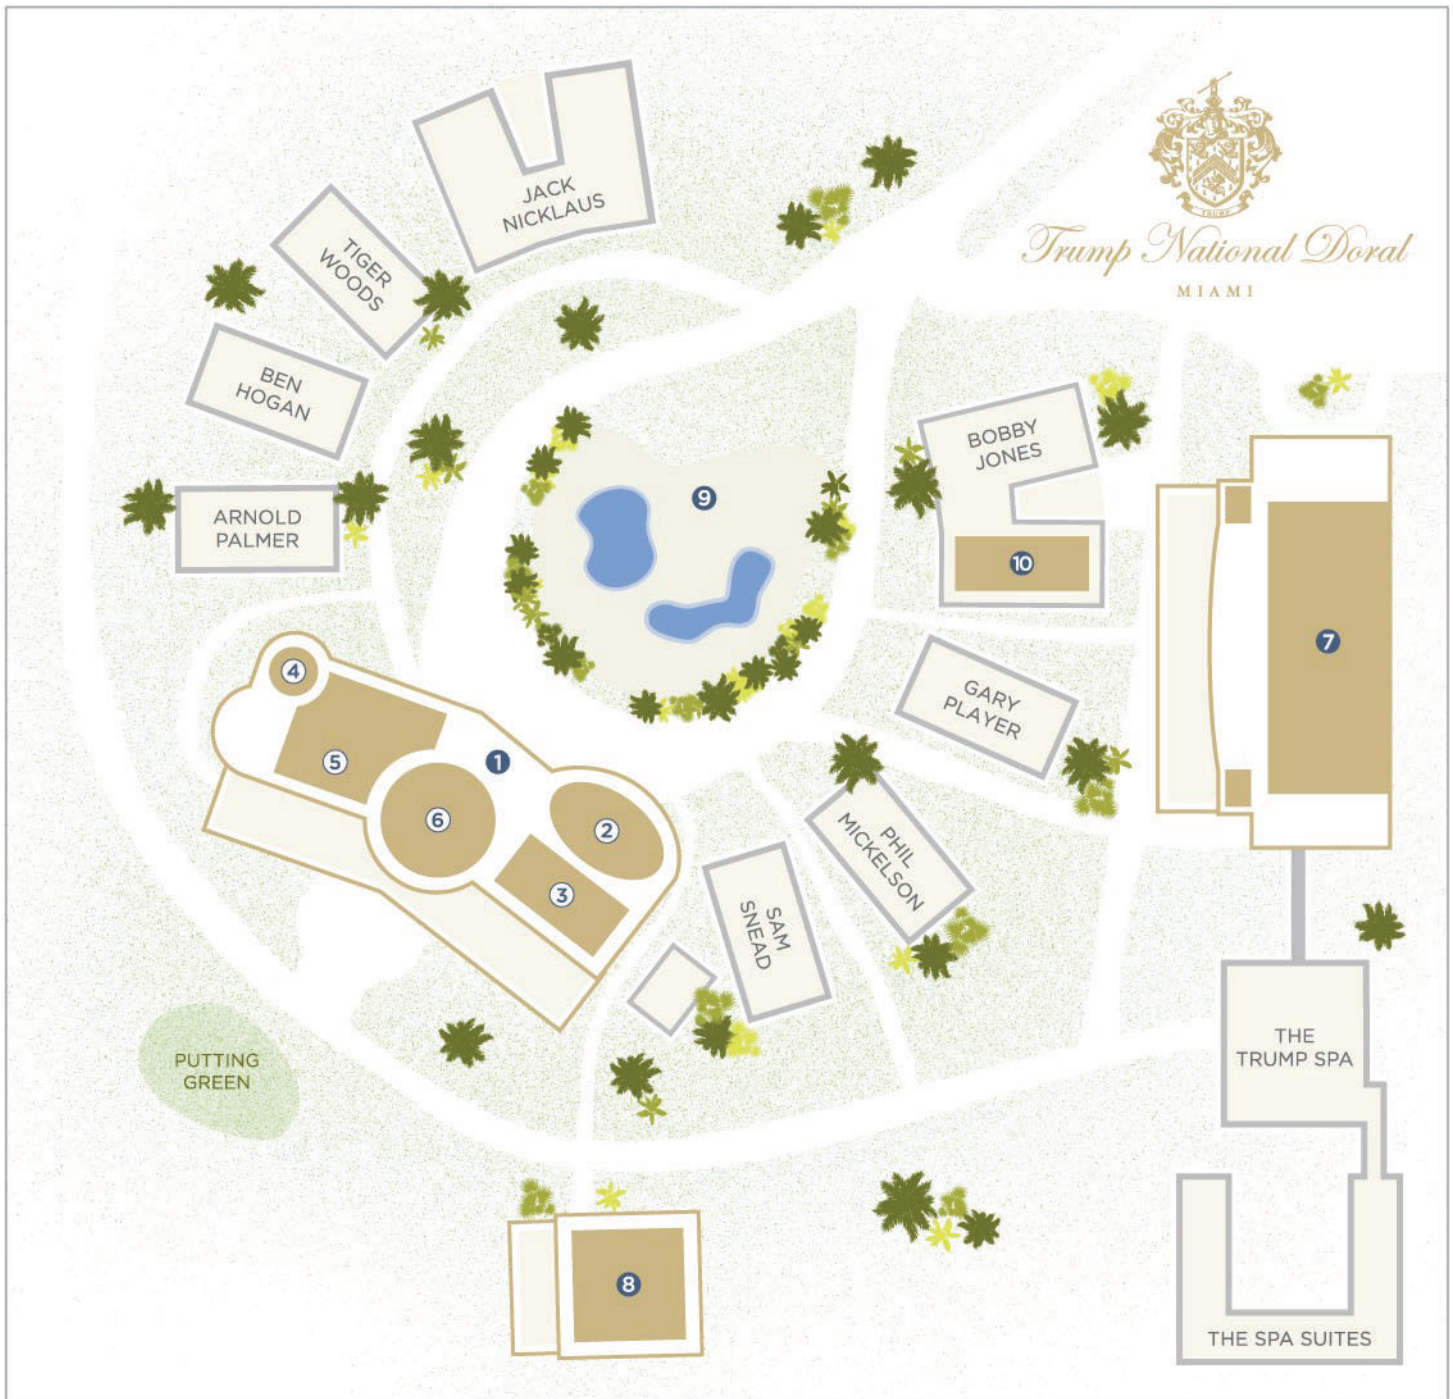 JACK
NICKLAUS
TRUMP
Trump National Doral
MIAMI
TIGER
WOODS
BEN
HOGAN
ARNOLD
PALMER
9
BOBBY
JONES
10
7
4
5
1
6
2
3
GARY
PLAYER
PHIL
MICKELSON
SAM
SNEAD
PUTTING
GREEN
THE
TRUMP SPA
8
THE SPA SUITES